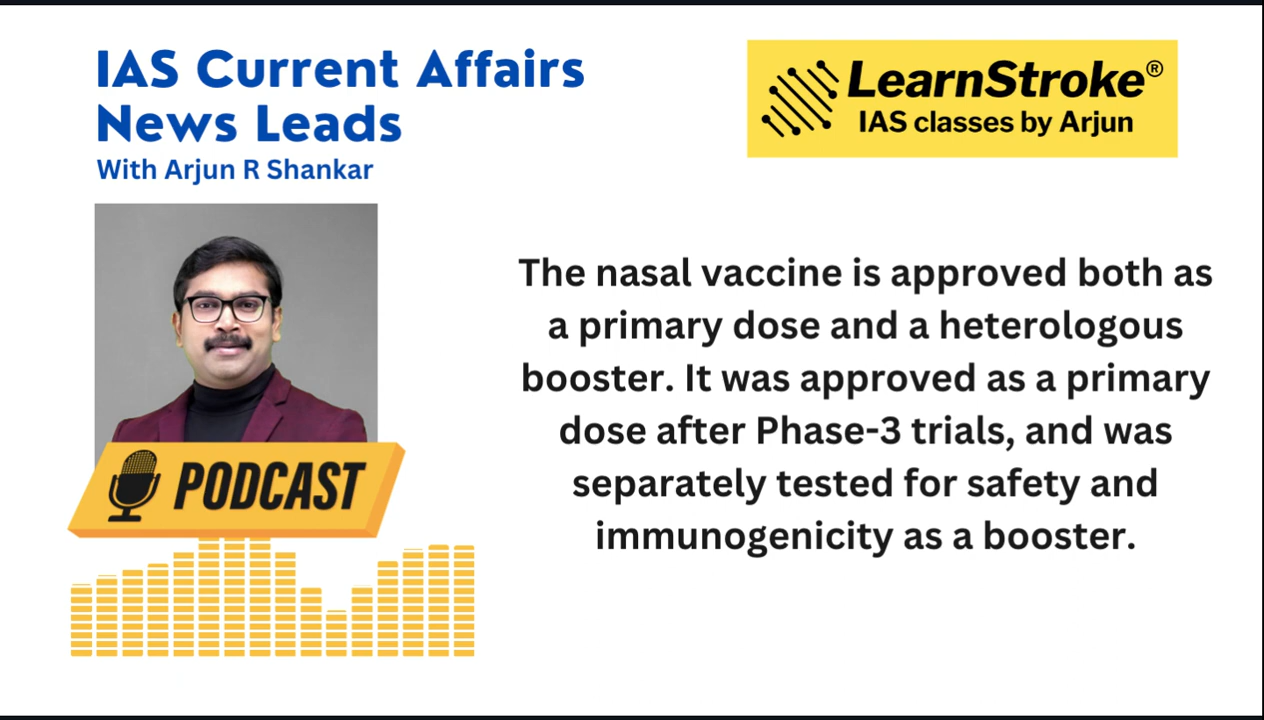 IAS Current Affairs
News Leads
With Arjun R Shankar
LearnStroke®
IAS classes by Arjun
PODCAST
The nasal vaccine is approved both as
a primary dose and a heterologous
booster. It was approved as a primary
dose after Phase-3 trials, and was
separately tested for safety and
immunogenicity as a booster.